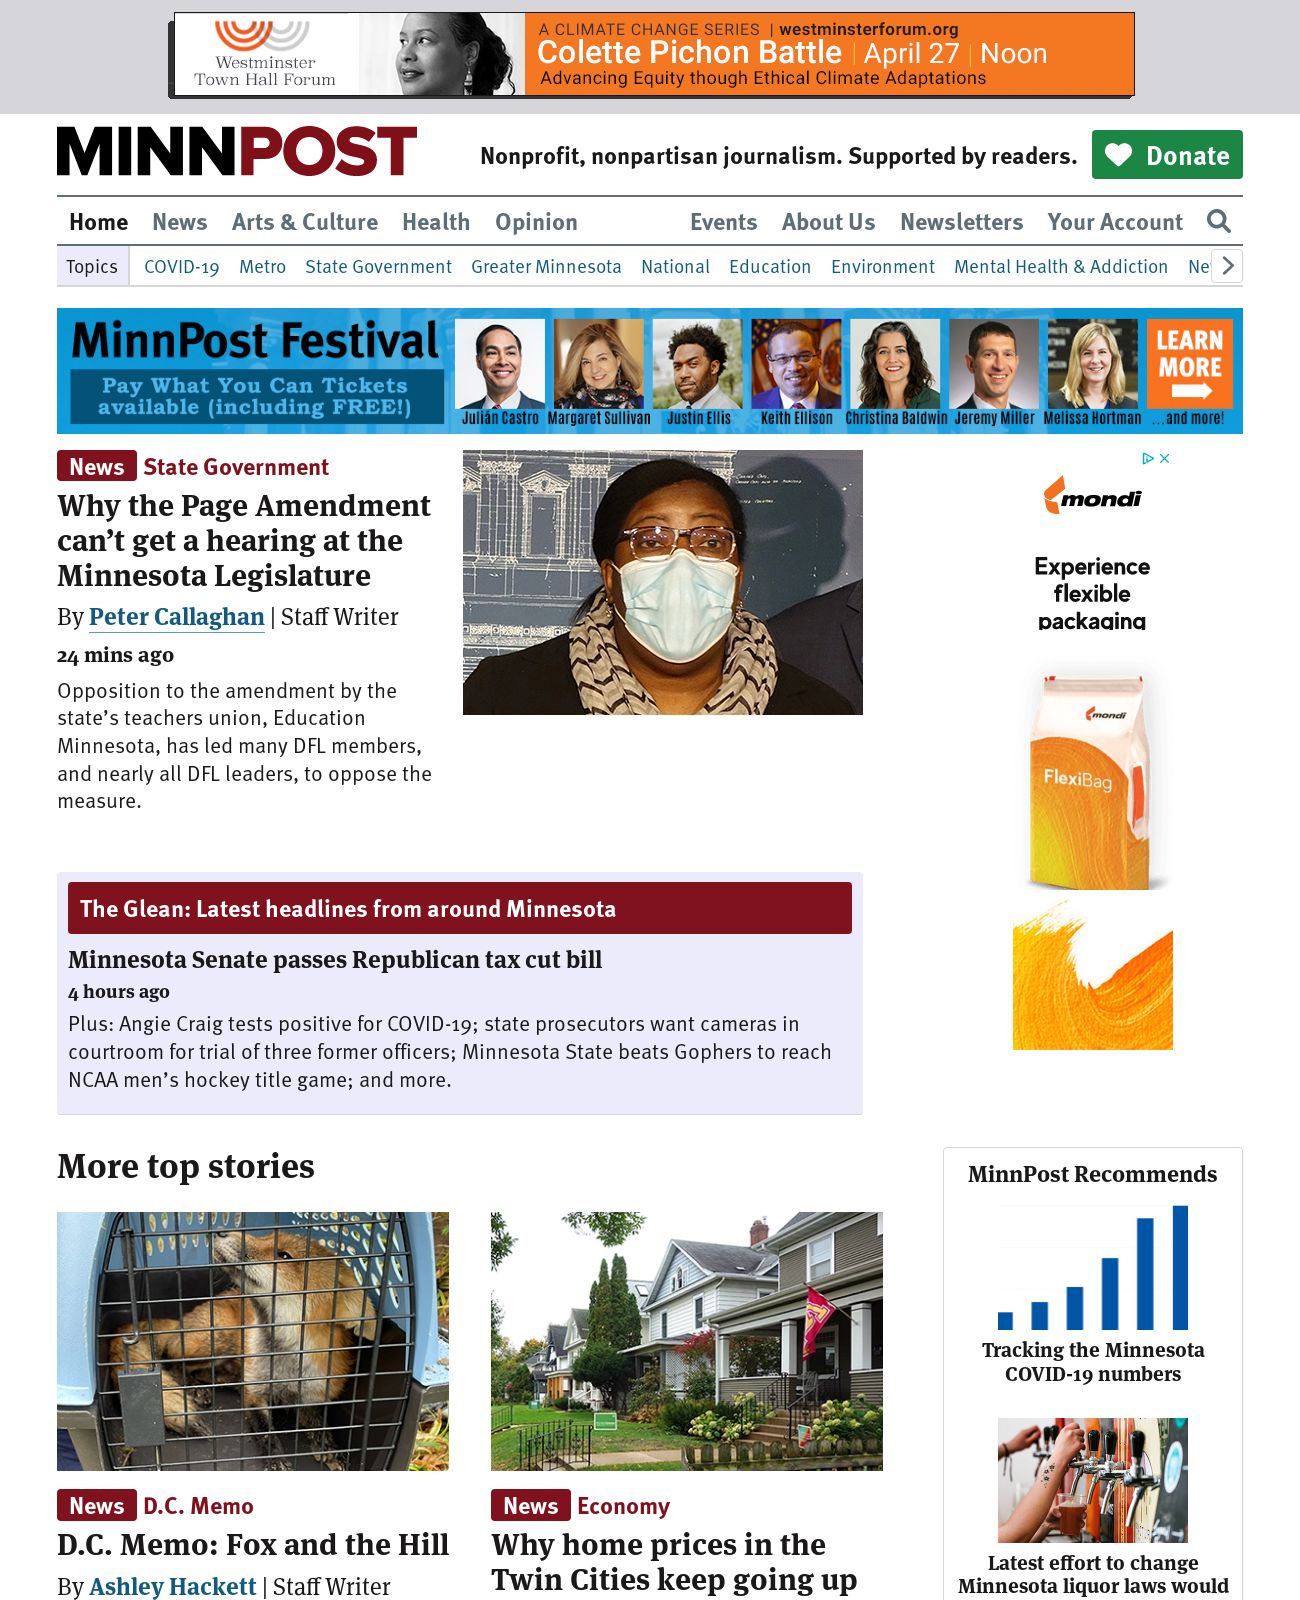 Westminster
Town Hall Forum
A CLIMATE CHANGE SERIES | westminsterforum.org
Colette Pichon Battle | April 27 | Noon
Advancing Equity though Ethical Climate Adaptations
MINNPOST
Nonprofit, nonpartisan journalism. Supported by readers.
Donate
Home News Arts & Culture Health Opinion Events About Us Newsletters Your Account
Topics COVID-19 Metro State Government Greater Minnesota National Education Environment Mental Health & Addiction Ne
MinnPost Festival
Pay What You Can Tickets
available (including FREE!)
Julián Castro Margaret Sullivan Justin Ellis Keith Ellison Christina Baldwin Jeremy Miller Melissa Hortman ...and more!
LEARN
MORE
News State Government
Why the Page Amendment
can’t get a hearing at the
Minnesota Legislature
By Peter Callaghan | Staff Writer
24 mins ago
Opposition to the amendment by the
state’s teachers union, Education
Minnesota, has led many DFL members,
and nearly all DFL leaders, to oppose the
measure.
mondi
Experience
flexible
packaging
mondi
FlexiBag
The Glean: Latest headlines from around Minnesota
Minnesota Senate passes Republican tax cut bill
4 hours ago
Plus: Angie Craig tests positive for COVID-19; state prosecutors want cameras in
courtroom for trial of three former officers; Minnesota State beats Gophers to reach
NCAA men’s hockey title game; and more.
More top stories
News D.C. Memo
D.C. Memo: Fox and the Hill
By Ashley Hackett | Staff Writer
News Economy
Why home prices in the
Twin Cities keep going up
MinnPost Recommends
Tracking the Minnesota
COVID-19 numbers
Latest effort to change
Minnesota liquor laws would